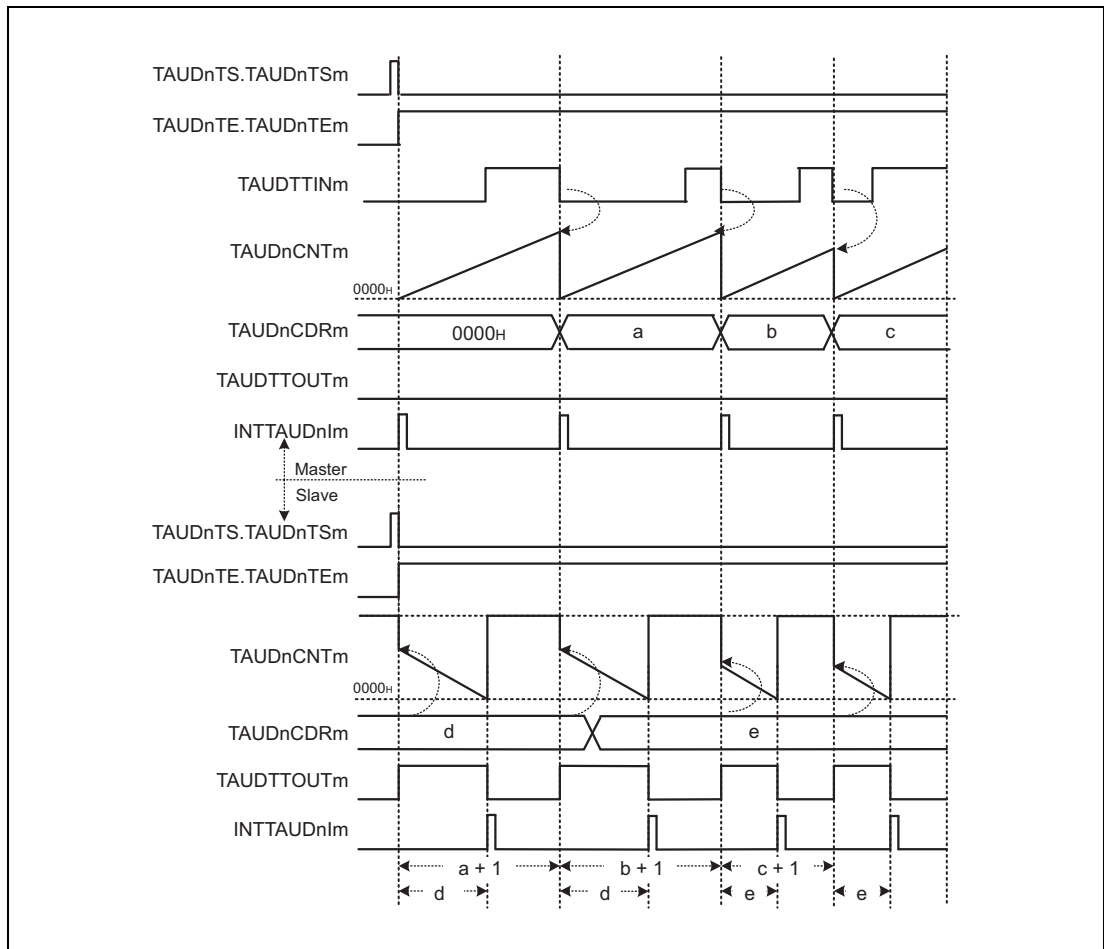 TAUDnTS.TAUDnTSm
TAUDnTE.TAUDnTEm
TAUDTTINm
TAUDnCNTm
0000H
TAUDnCDRm
0000H a b c
TAUDTTOUTm
INTTAUDnIm
Master
Slave
TAUDnTS.TAUDnTSm
TAUDnTE.TAUDnTEm
TAUDnCNTm
0000H
TAUDnCDRm
d e
TAUDTTOUTm
INTTAUDnIm
a + 1 b + 1 c + 1
d d e e